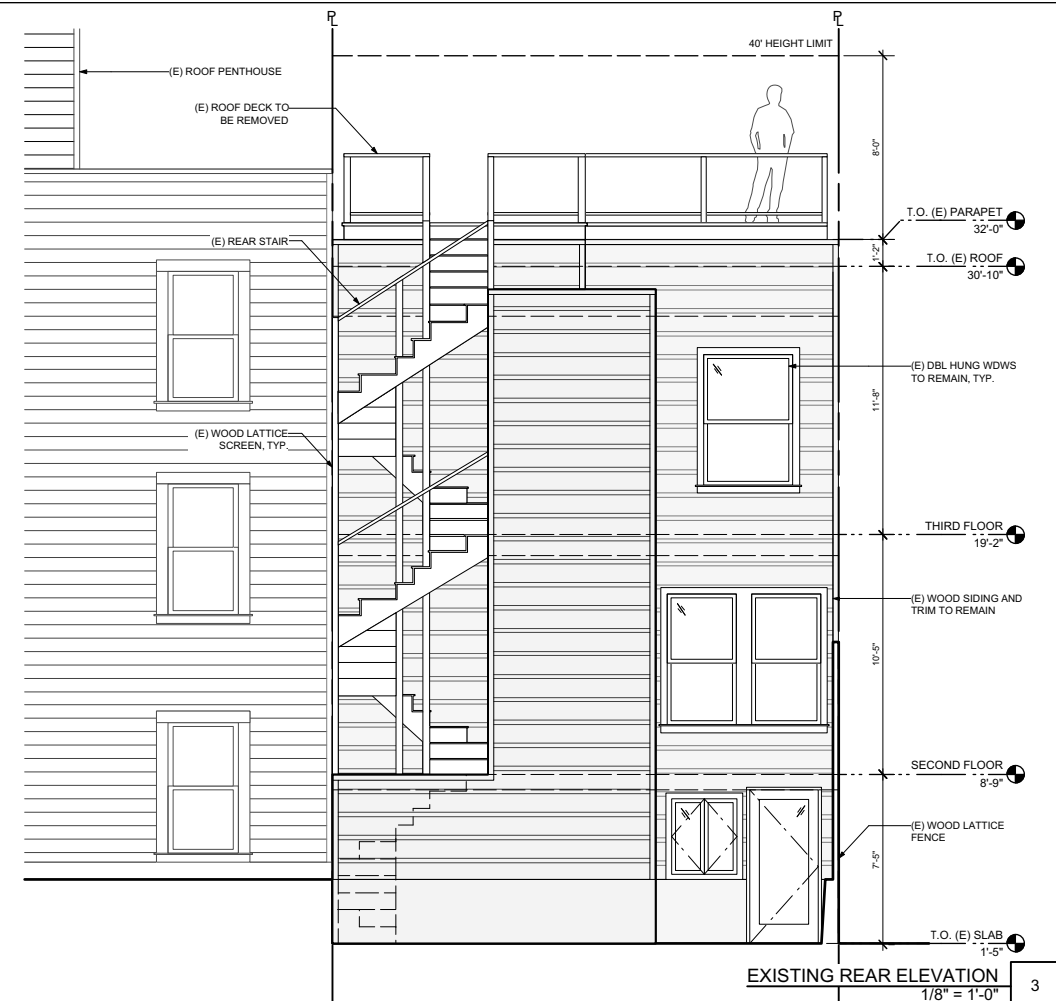 PL
PL
40' HEIGHT LIMIT
(E) ROOF PENTHOUSE
(E) ROOF DECK TO
BE REMOVED
8'-0"
T.O. (E) PARAPET
32'-0"
(E) REAR STAIR
1'-2"
T.O. (E) ROOF
30'-10"
(E) DBL HUNG WDWS
TO REMAIN, TYP.
11'-8"
(E) WOOD LATTICE
SCREEN, TYP.
THIRD FLOOR
19'-2"
(E) WOOD SIDING AND
TRIM TO REMAIN
10'-5"
SECOND FLOOR
8'-9"
(E) WOOD LATTICE
FENCE
7'-5"
T.O. (E) SLAB
1'-5"
EXISTING REAR ELEVATION
1/8" = 1'-0"
3